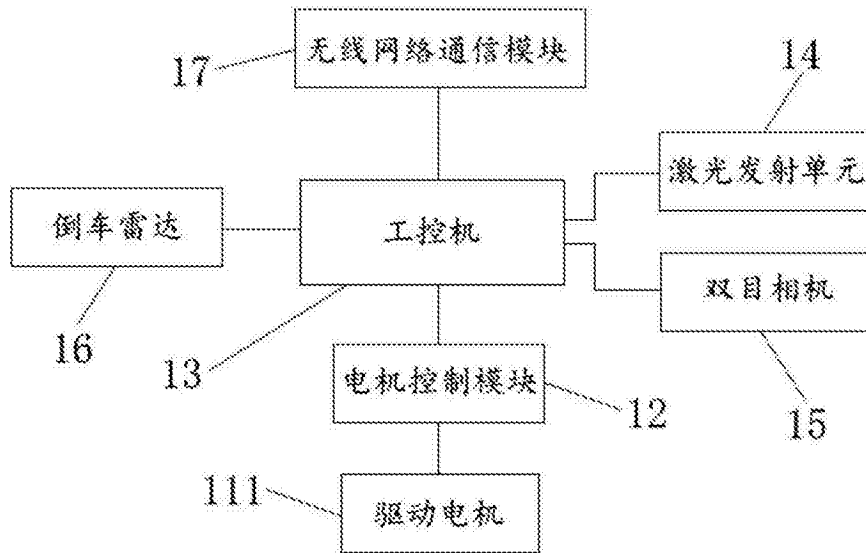 17
无线网络通信模块
14
激光发射单元
倒车雷达
工控机
16
双目相机
13
电机控制模块
12
15
111
驱动电机